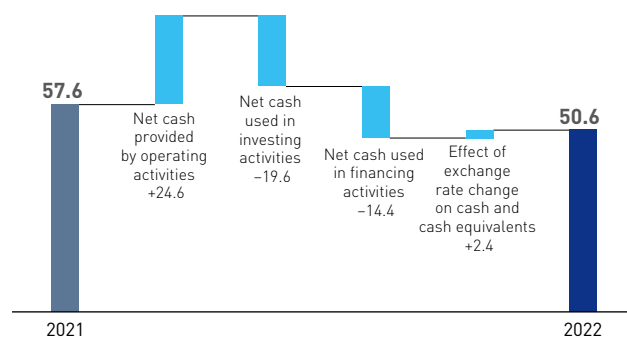 57.6
Net cash
provided
by operating
activities
+24.6
Net cash
used in
investing
activities
−19.6
Net cash used
in financing
activities
−14.4
Effect of
exchange
rate change
on cash and
cash equivalents
+2.4
50.6
2021
2022